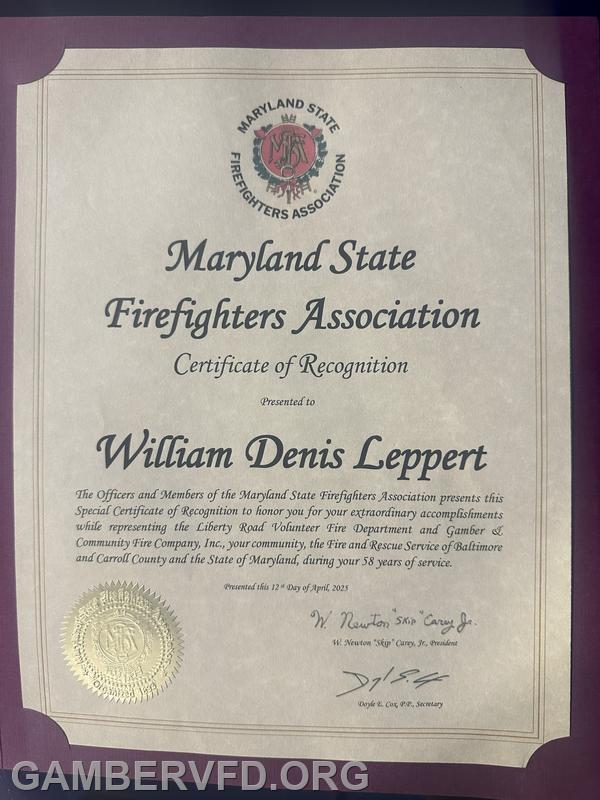 MARYLAND STATE
FIREFIGHTERS ASSOCIATION
Maryland State
Firefighters Association
Certificate of Recognition
Presented to
William Denis Leppert
The Officers and Members of the Maryland State Firefighters Association presents this
Special Certificate of Recognition to honor you for your extraordinary accomplishments
while representing the Liberty Road Volunteer Fire Department and Gamber &
Community Fire Company, Inc., your community, the Fire and Rescue Service of Baltimore
and Carroll County and the State of Maryland, during your 58 years of service.
Presented this 12th Day of April, 2025
W. Newton "Skip" Carey Jr.
W. Newton "Skip" Carey, Jr., President
Doyle E. Cox, P.P., Secretary
GAMBERVFD.ORG